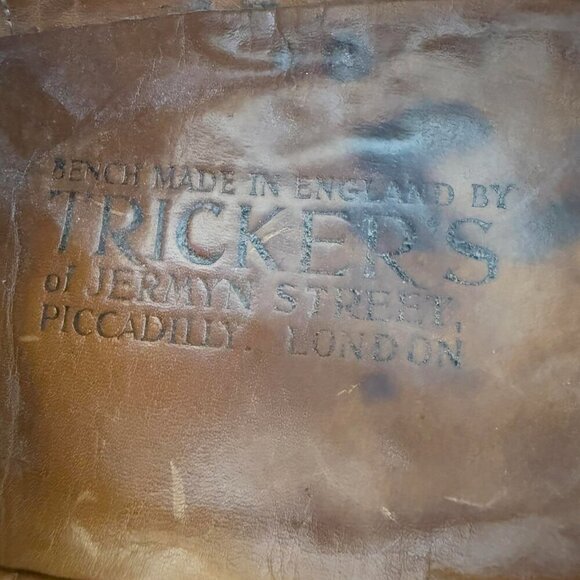 BENCH MADE IN ENGLAND BY
TRICKER'S
of JERMYN STREET,
PICCADILLY. LONDON